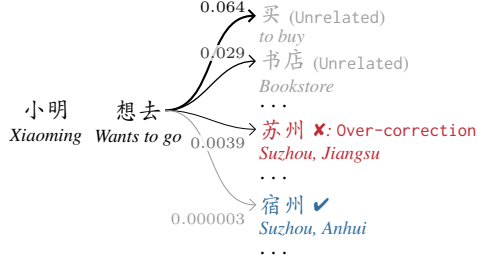 0.064
买 (Unrelated)
to buy
0.029
书店 (Unrelated)
Bookstore
...
小明 想去
Xiaoming Wants to go
苏州 ✘: Over-correction
0.0039
Suzhou, Jiangsu
...
宿州 ✔
0.000003
Suzhou, Anhui
...